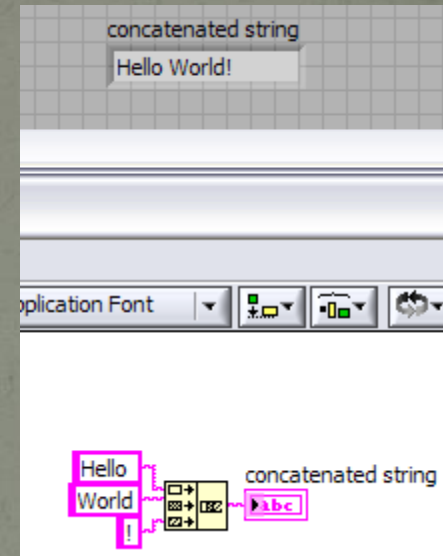 concatenated string
Hello World!
pplication Font
Hello
World
!
concatenated string
abc